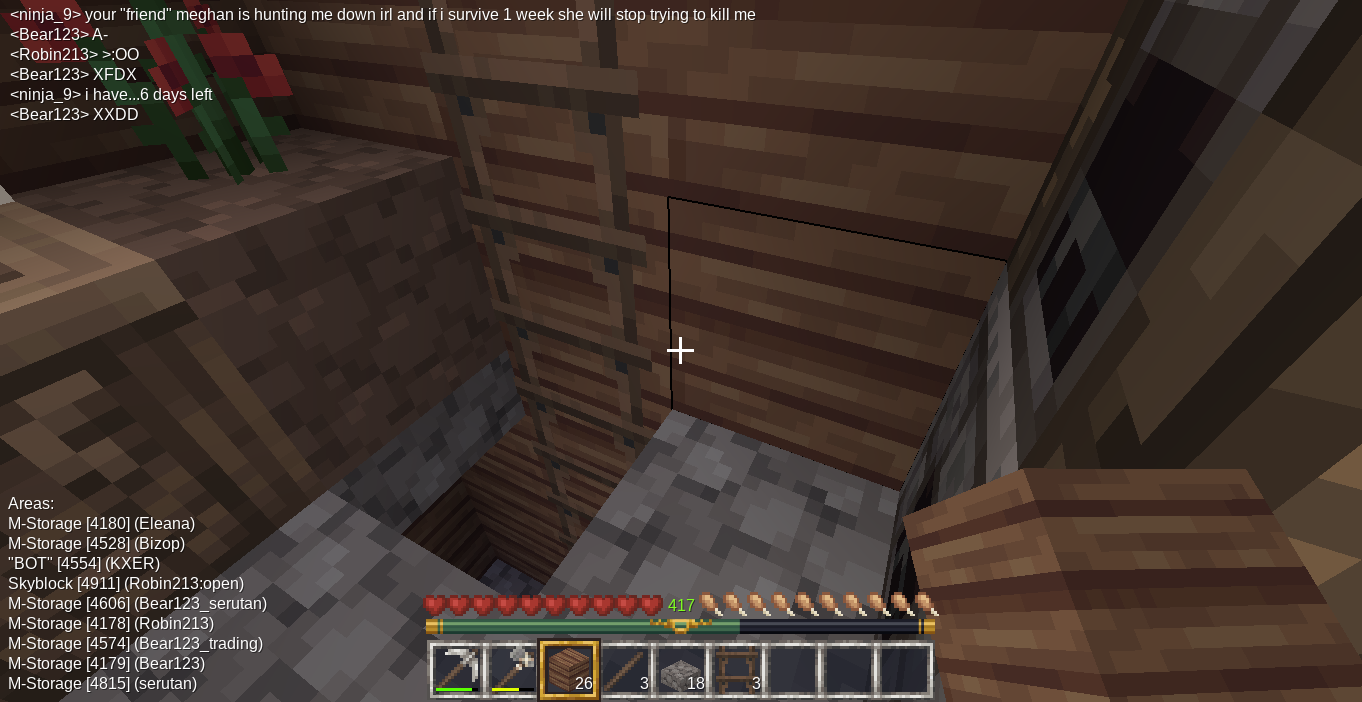 <ninja_9> your "friend" meghan is hunting me down irl and if i survive 1 week she will stop trying to kill me
<Bear123> A-
<Robin213> >:OO
<Bear123> XFDX
<ninja_9> i have...6 days left
<Bear123> XXDD
Areas:
M-Storage [4180] (Eleana)
M-Storage [4528] (Bizop)
"BOT" [4554] (KXER)
Skyblock [4911] (Robin213:open)
M-Storage [4606] (Bear123_serutan)
M-Storage [4178] (Robin213)
M-Storage [4574] (Bear123_trading)
M-Storage [4179] (Bear123)
M-Storage [4815] (serutan)
417
26 3 18 3